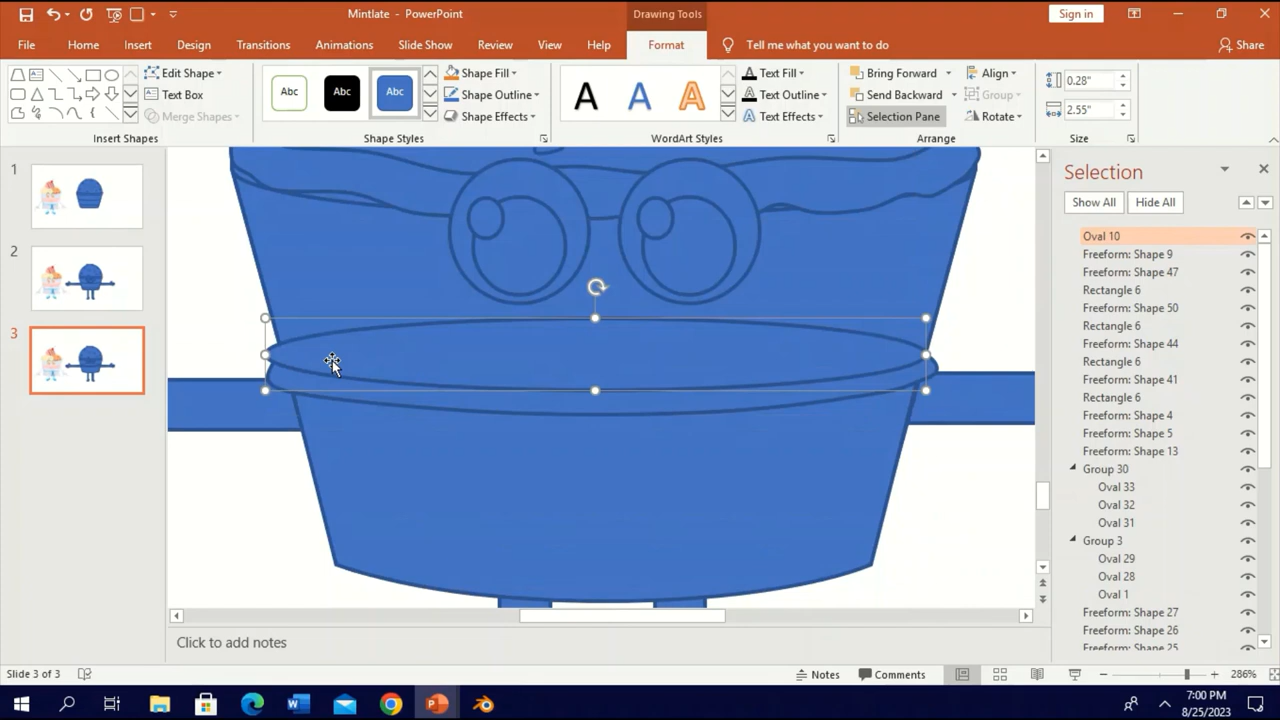 Mintlate - PowerPoint
Drawing Tools
Sign in
File Home Insert Design Transitions Animations Slide Show Review View Help Format Tell me what you want to do Share
Edit Shape
Text Box
Merge Shapes
Insert Shapes
Abc Abc Abc
Shape Fill
Shape Outline
Shape Effects
Shape Styles
A A A
Text Fill
Text Outline
Text Effects
WordArt Styles
Bring Forward
Send Backward
Selection Pane
Align
Group
Rotate
Arrange
0.28"
2.55"
Size
1
2
3
Selection
Show All Hide All
Oval 10
Freeform: Shape 9
Freeform: Shape 47
Rectangle 6
Freeform: Shape 50
Rectangle 6
Freeform: Shape 44
Rectangle 6
Freeform: Shape 41
Rectangle 6
Freeform: Shape 4
Freeform: Shape 5
Freeform: Shape 13
Group 30
Oval 33
Oval 32
Oval 31
Group 3
Oval 29
Oval 28
Oval 1
Freeform: Shape 27
Freeform: Shape 26
Freeform: Shape 25
Click to add notes
Slide 3 of 3
Notes
Comments
286%
7:00 PM
8/25/2023